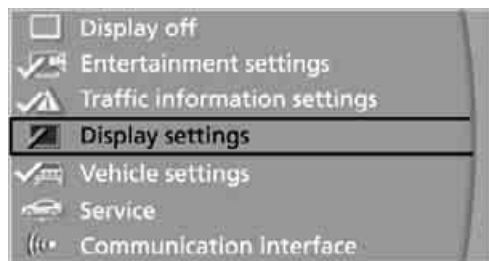 Display off
Entertainment settings
Traffic information settings
Display settings
Vehicle settings
Service
Communication interface